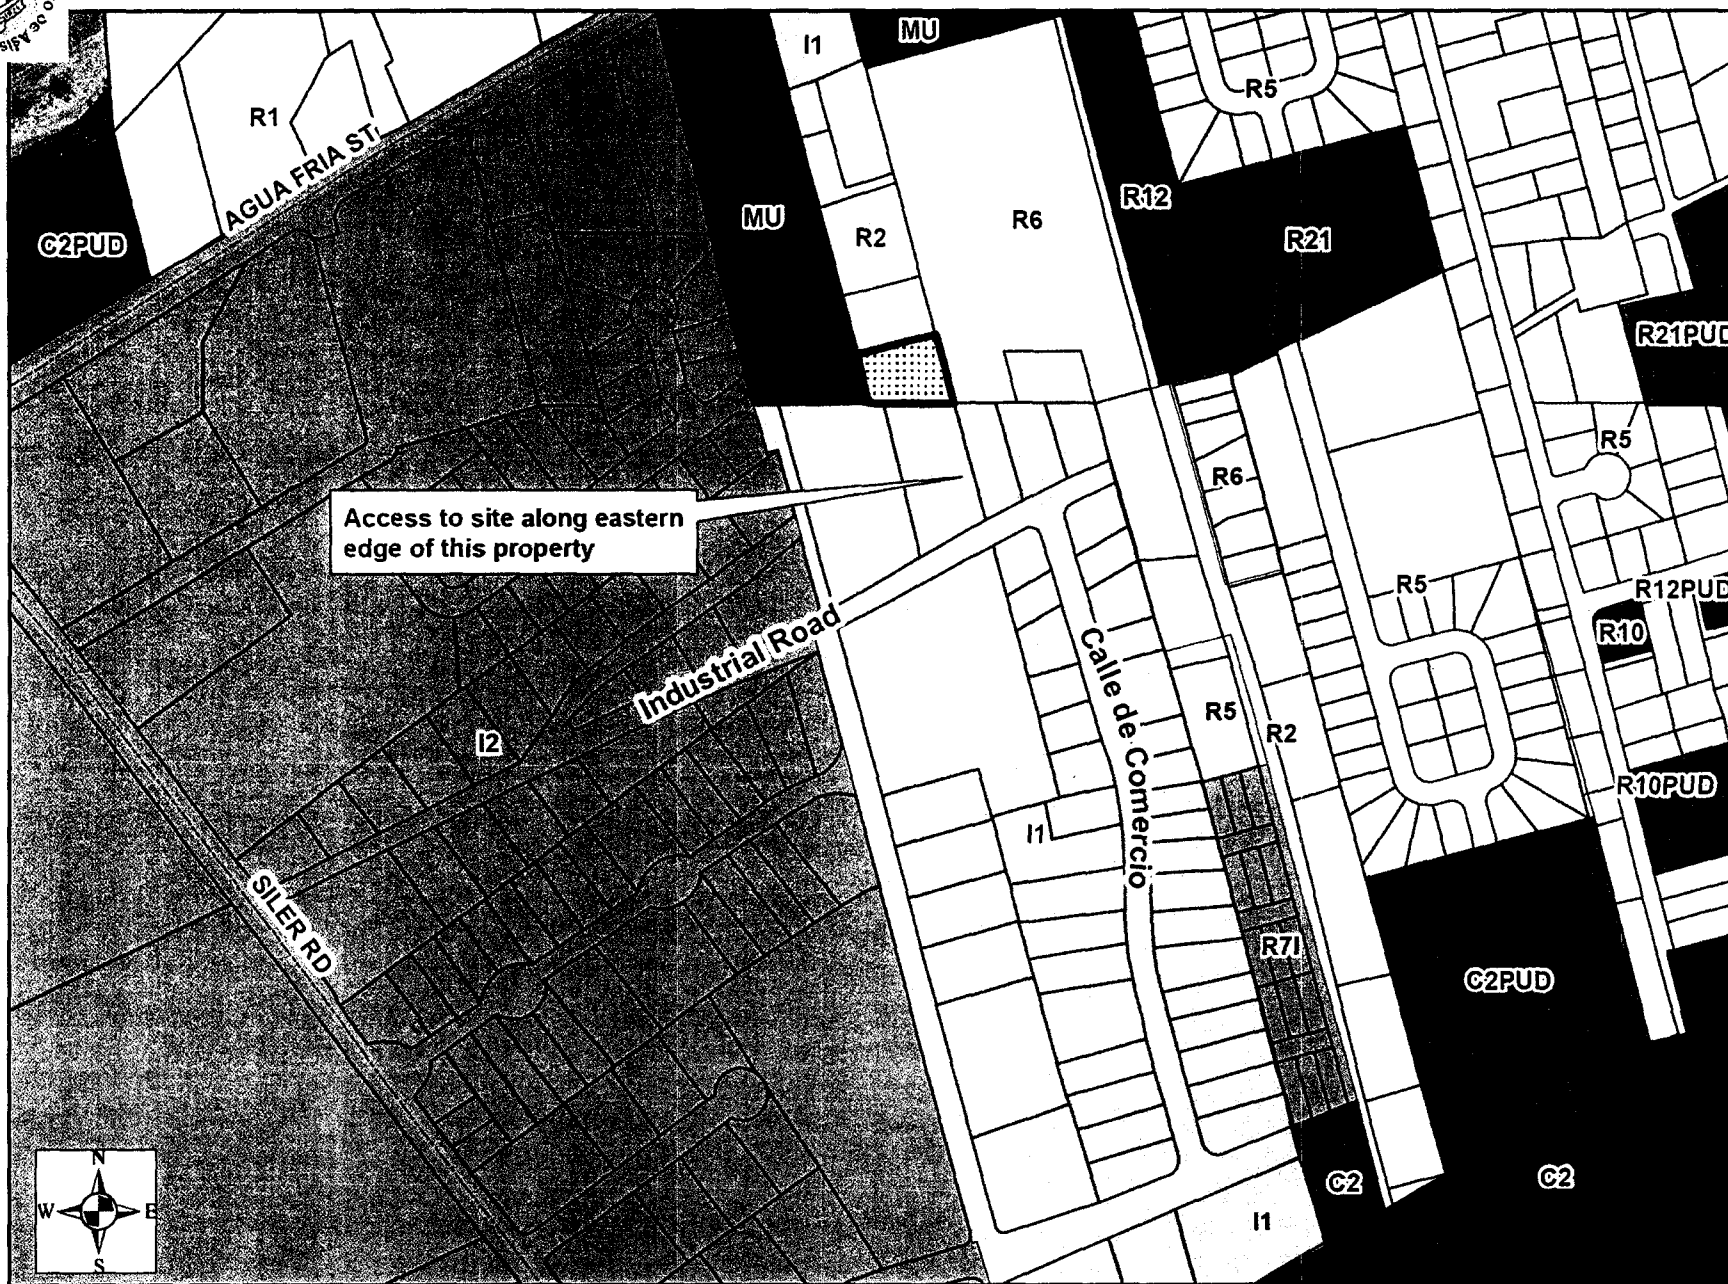 MU
I1
R5
R1
AGUA FRIA ST.
R12
MU
R6
R2
R21
C2PUD
R21PUD
R5
R6
Access to site along eastern
edge of this property
R5
R12PUD
R10
Industrial Road
Calle de Comercio
R5
R2
I2
R10PUD
I1
SILER RD
R7I
C2PUD
N
W
E
S
C2
C2
I1